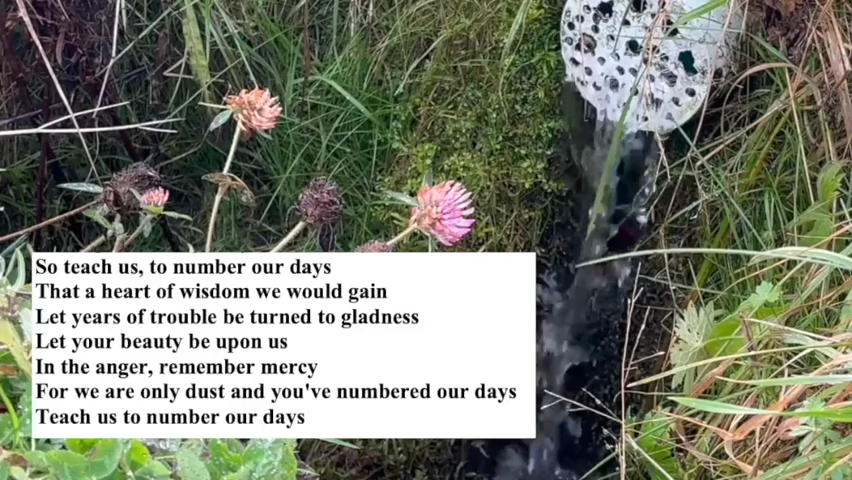 So teach us, to number our days
That a heart of wisdom we would gain
Let years of trouble be turned to gladness
Let your beauty be upon us
In the anger, remember mercy
For we are only dust and you've numbered our days
Teach us to number our days